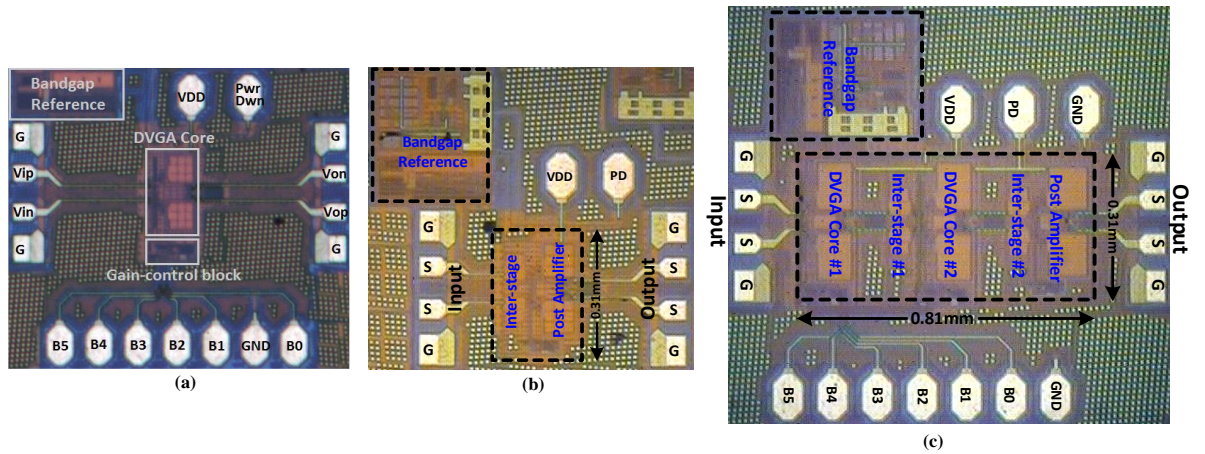 Bandgap
Reference
VDD
Pwr
Dwn
G
G
DVGA Core
Vip
Von
Vin
Vop
G
G
Gain-control block
B5 B4 B3 B2 B1 GND B0
(a)
Bandgap
Reference
VDD
PD
G
G
S
S
S
S
G
G
Input
Inter-stage
Post Amplifier
0.31mm
Output
(b)
Bandgap
Reference
VDD
PD
GND
G
G
S
S
S
S
G
G
Input
DVGA Core #1
Inter-stage #1
DVGA Core #2
Inter-stage #2
Post Amplifier
0.31mm
Output
0.81mm
B5 B4 B3 B2 B1 B0 GND
(c)